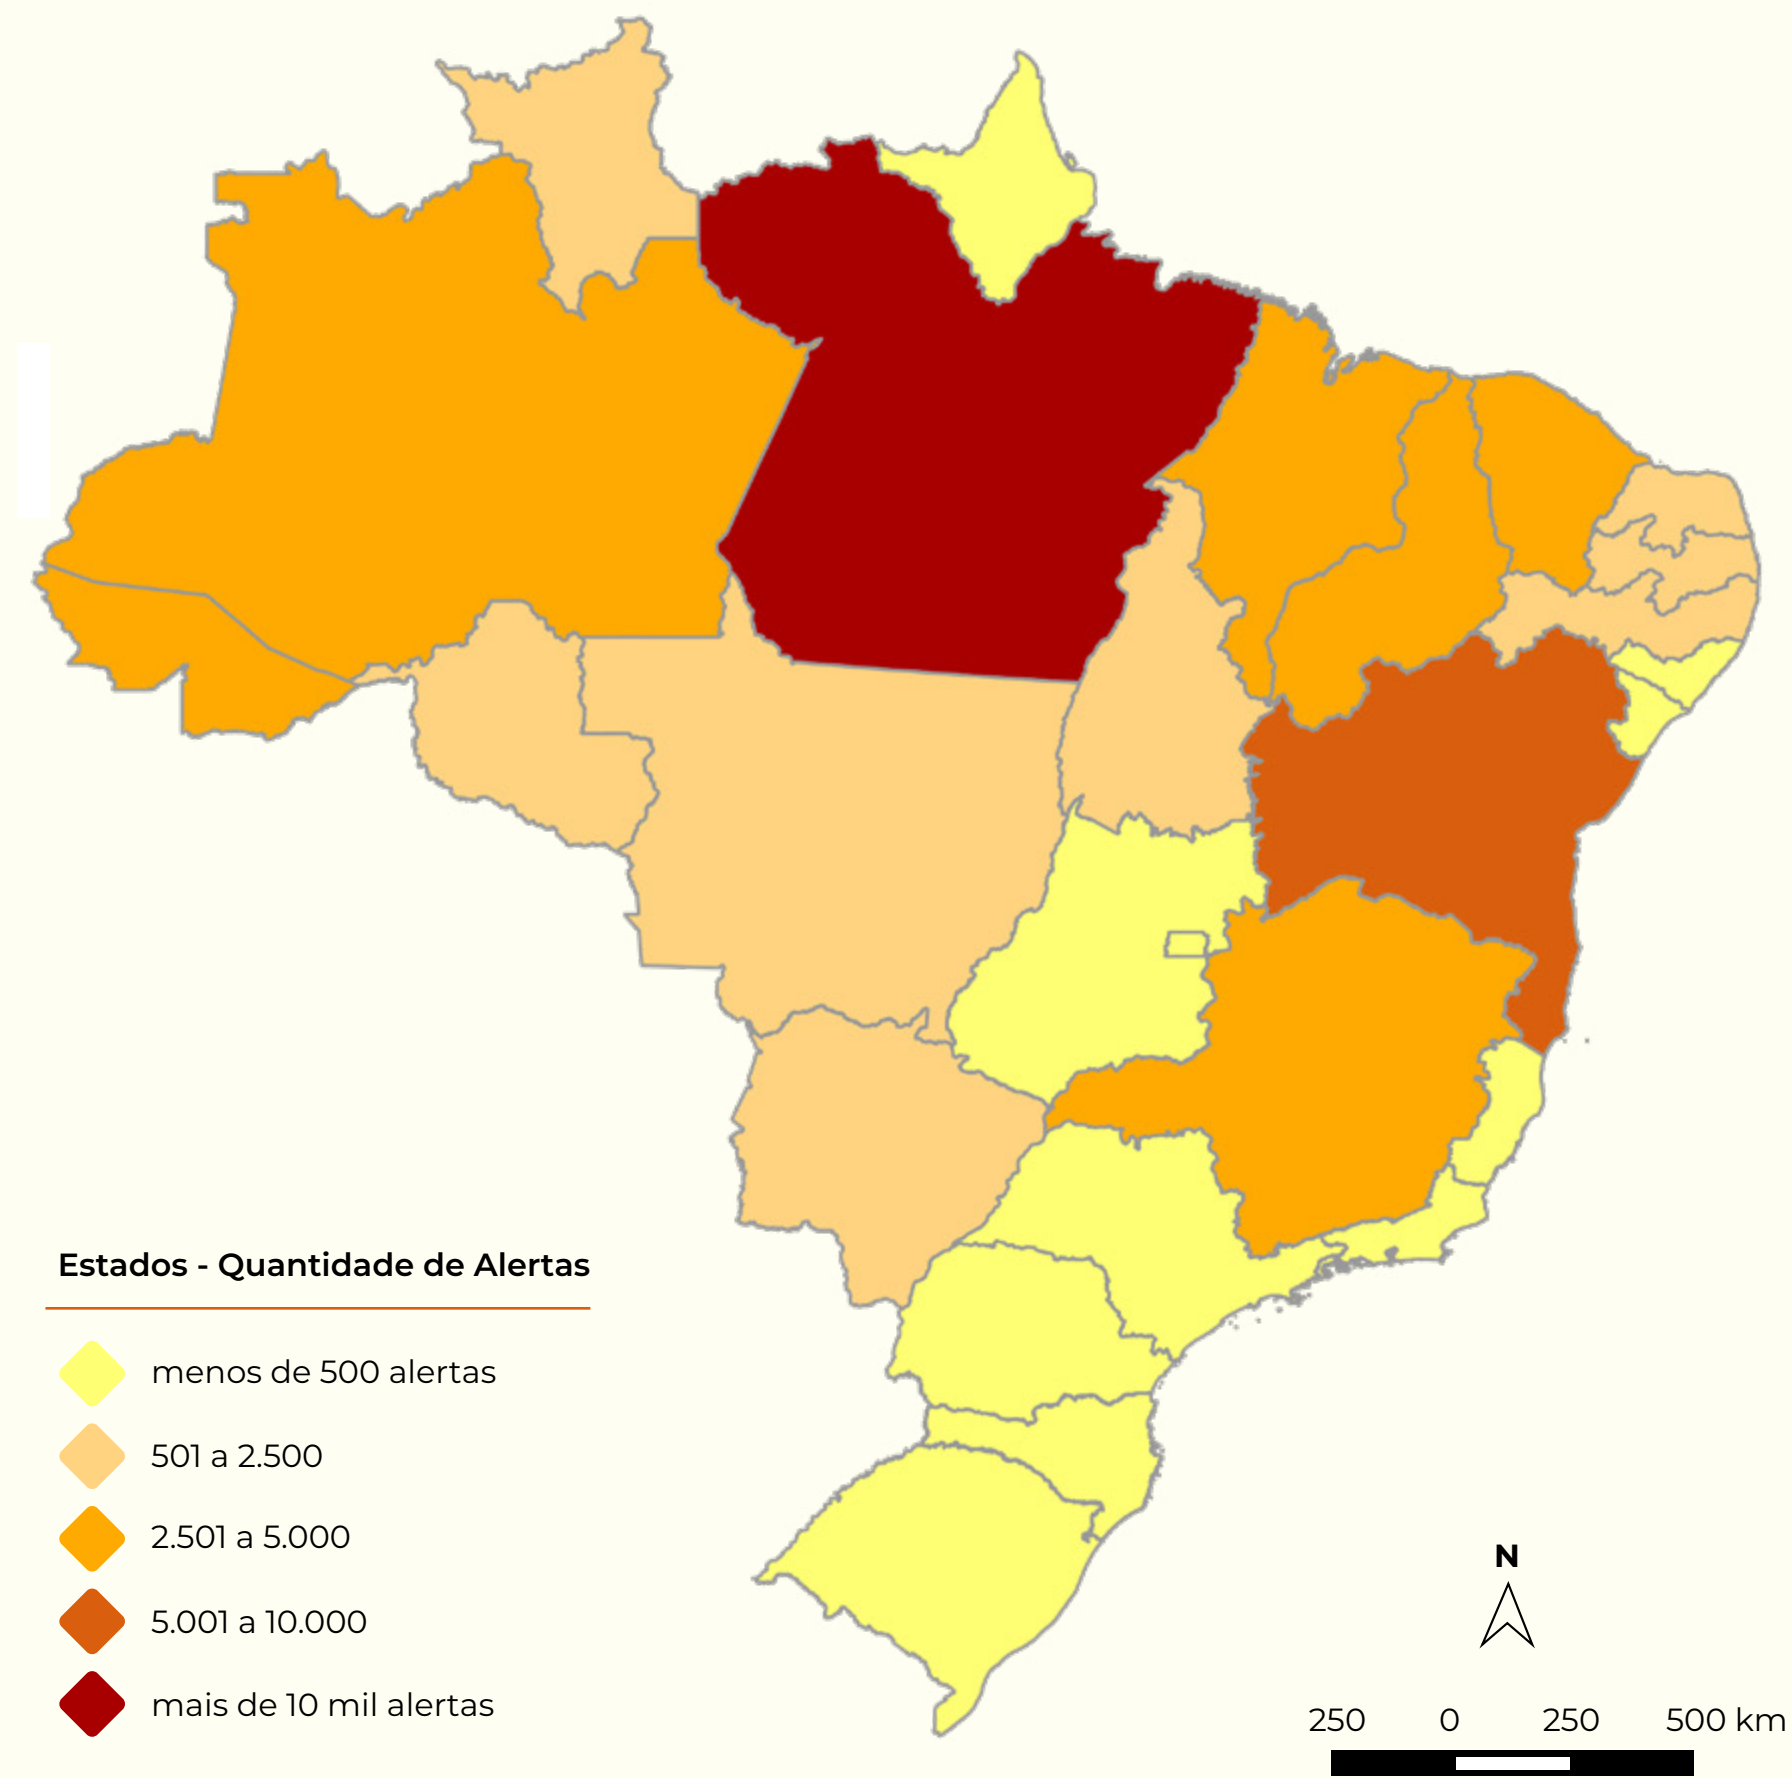 Estados - Quantidade de Alertas
menos de 500 alertas
501 a 2.500
2.501 a 5.000
5.001 a 10.000
mais de 10 mil alertas
N
250 0 250 500 km